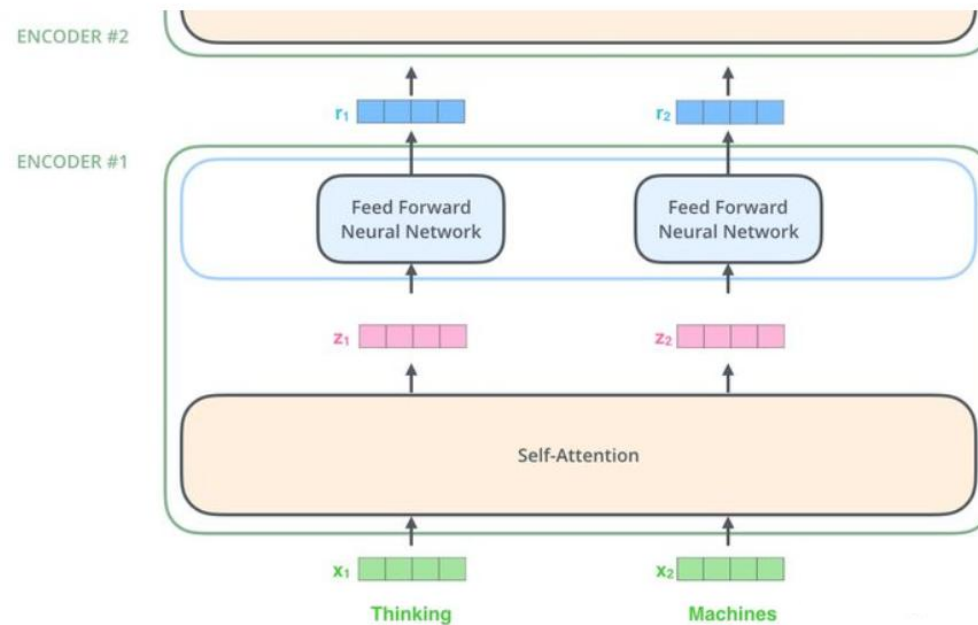 ENCODER #2
r₁ r₂
ENCODER #1
Feed Forward Neural Network
Feed Forward Neural Network
z₁ z₂
Self-Attention
x₁ x₂
Thinking Machines